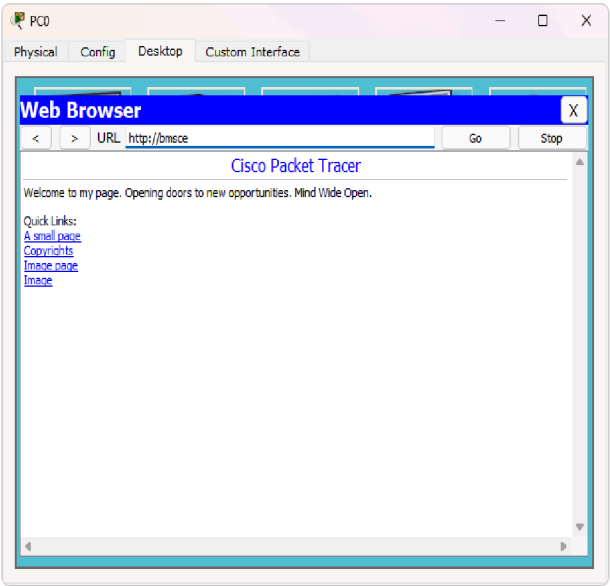 PC0
Physical Config Desktop Custom Interface
Web Browser X
< > URL http://bmsce Go Stop
Cisco Packet Tracer
Welcome to my page. Opening doors to new opportunities. Mind Wide Open.
Quick Links:
A small page
Copyrights
Image page
Image